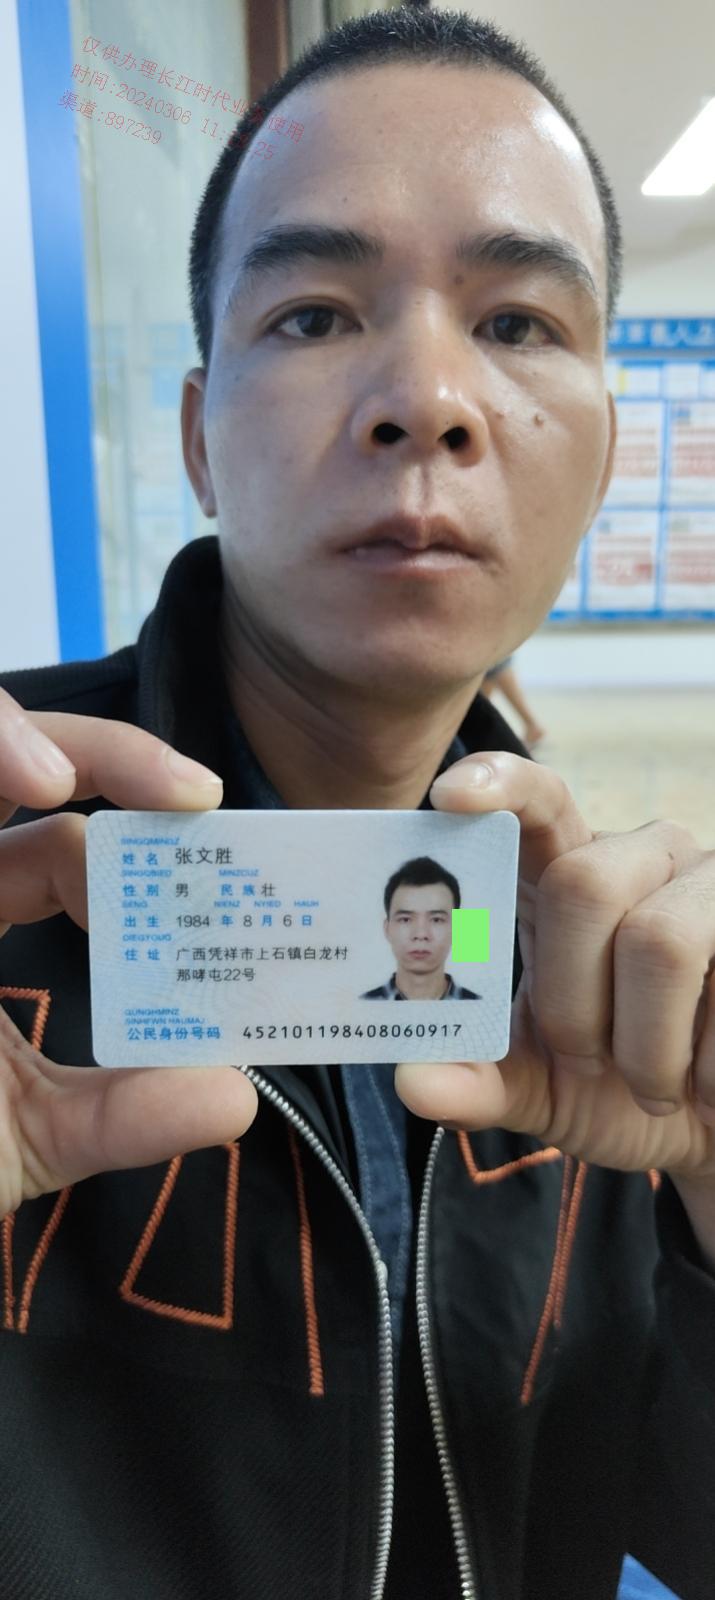 仅供办理长江时代业务使用
时间:20240306
渠道:897239
SINGQMINGZ
姓名 张文胜
SINGQBIED MINZCUZ
性别 男 民族 壮
SENG NIENZ NYIED HAUH
出生 1984 年 8 月 6 日
DIEGYOUQ
住址 广西凭祥市上石镇白龙村
那哮屯22号
GUNGHMINZ
SINHFWN HAUMAJ
公民身份号码 452101198408060917